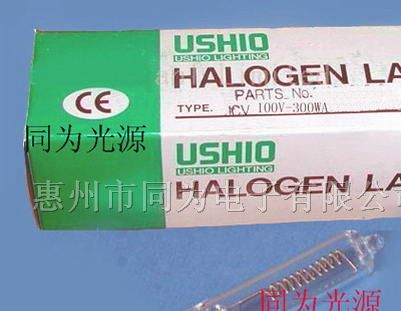 USHIO
USHIO LIGHTING
HALOGEN LA
PARTS No.
TYPE. JCV 100V-300WA
CE
同为光源
USHIO
USHIO LIGHTING
惠州市同为电子有限公
HALOGEN LA
同为光源